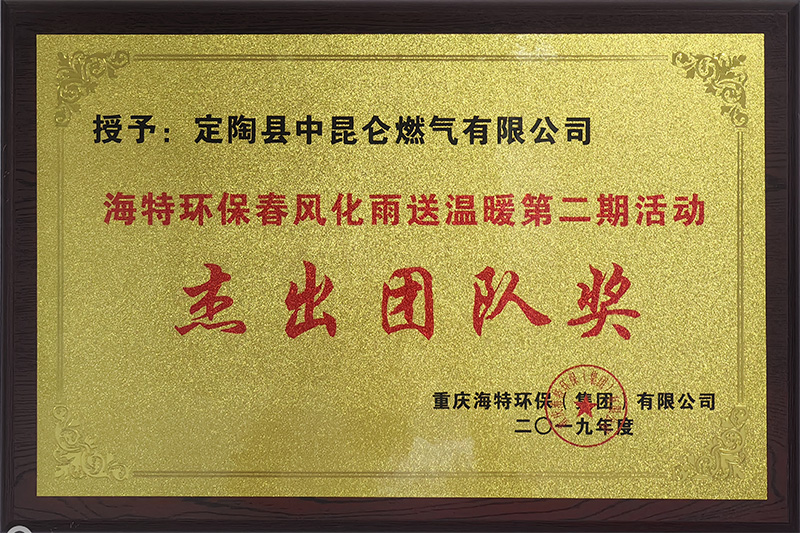 授予：定陶县中昆仑燃气有限公司
海特环保春风化雨送温暖第二期活动
杰出团队奖
重庆海特环保（集团）有限公司
二〇一九年度